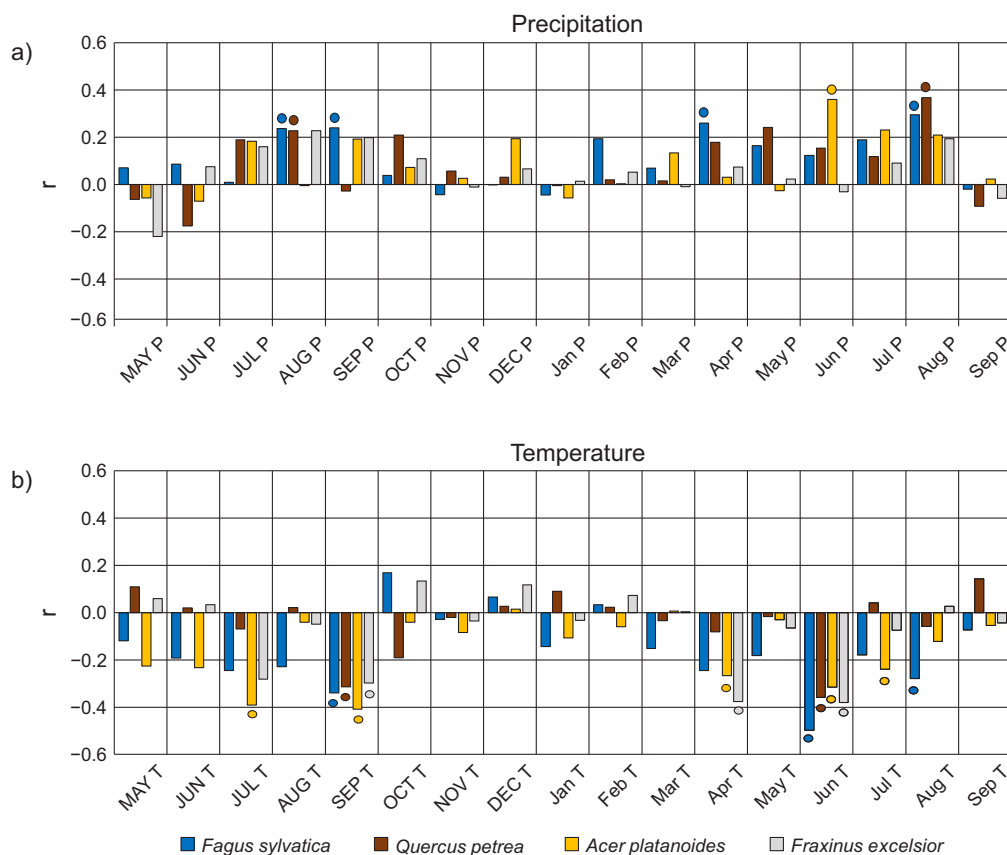 Precipitation
a)
0.6
0.4
0.2
0.0
−0.2
−0.4
−0.6
r
MAY P
JUN P
JUL P
AUG P
SEP P
OCT P
NOV P
DEC P
Jan P
Feb P
Mar P
Apr P
May P
Jun P
Jul P
Aug P
Sep P
Temperature
b)
0.6
0.4
0.2
0.0
−0.2
−0.4
−0.6
r
MAY T
JUN T
JUL T
AUG T
SEP T
OCT T
NOV T
DEC T
Jan T
Feb T
Mar T
Apr T
May T
Jun T
Jul T
Aug T
Sep T
Fagus sylvatica Quercus petrea Acer platanoides Fraxinus excelsior